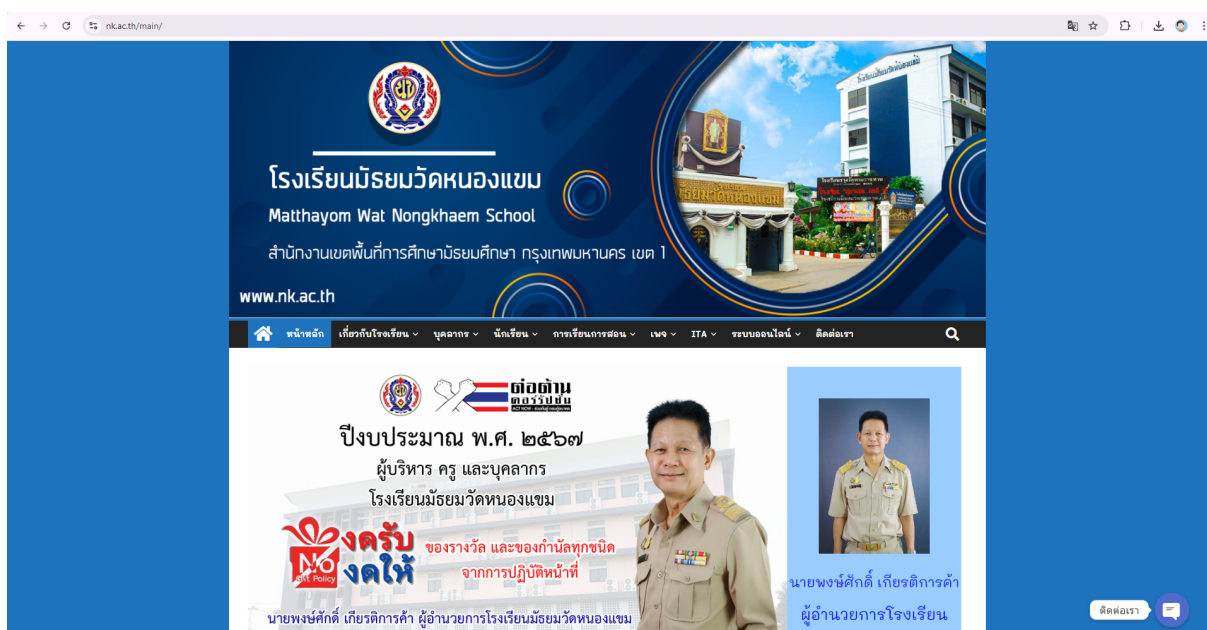 nk.ac.th/main/
โรงเรียนมัธยมวัดหนองแขม
Matthayom Wat Nongkhaem School
สำนักงานเขตพื้นที่การศึกษามัธยมศึกษา กรุงเทพมหานคร เขต 1
www.nk.ac.th
หน้าหลัก เกี่ยวกับโรงเรียน บุคลากร นักเรียน การเรียนการสอน เพจ ITA ระบบออนไลน์ ติดต่อเรา
ต่อต้าน
คอร์รัปชั่น
ปีงบประมาณ พ.ศ. ๒๕๖๗
ผู้บริหาร ครู และบุคลากร
โรงเรียนมัธยมวัดหนองแขม
งดรับ
งดให้
NO
Gift Policy
ของรางวัล และของกำนัลทุกชนิด
จากการปฏิบัติหน้าที่
นายพงษ์ศักดิ์ เกียรติการค้า ผู้อำนวยการโรงเรียนมัธยมวัดหนองแขม
นายพงษ์ศักดิ์ เกียรติการค้า
ผู้อำนวยการโรงเรียน
ติดต่อเรา